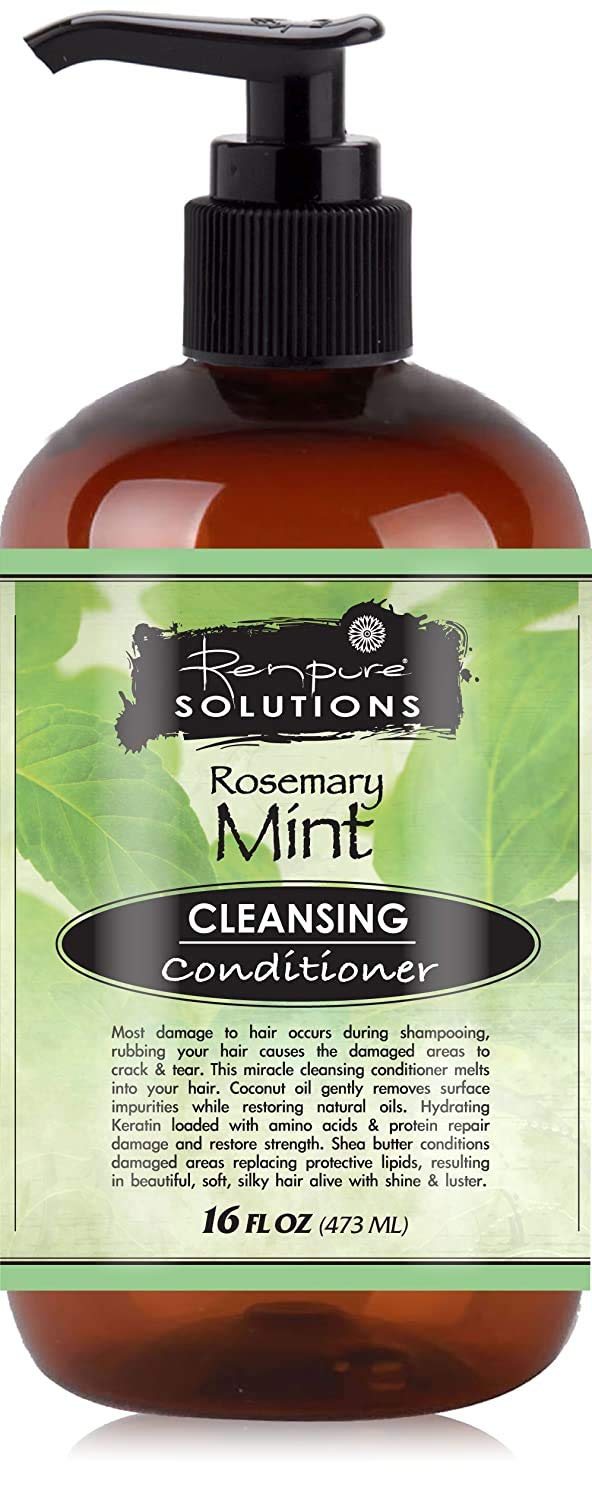 Renpure®
SOLUTIONS
Rosemary
Mint
CLEANSING
Conditioner
Most damage to hair occurs during shampooing,
rubbing your hair causes the damaged areas to
crack & tear. This miracle cleansing conditioner melts
into your hair. Coconut oil gently removes surface
impurities while restoring natural oils. Hydrating
Keratin loaded with amino acids & protein repair
damage and restore strength. Shea butter conditions
damaged areas replacing protective lipids, resulting
in beautiful, soft, silky hair alive with shine & luster.
16 FL OZ (473 ML)